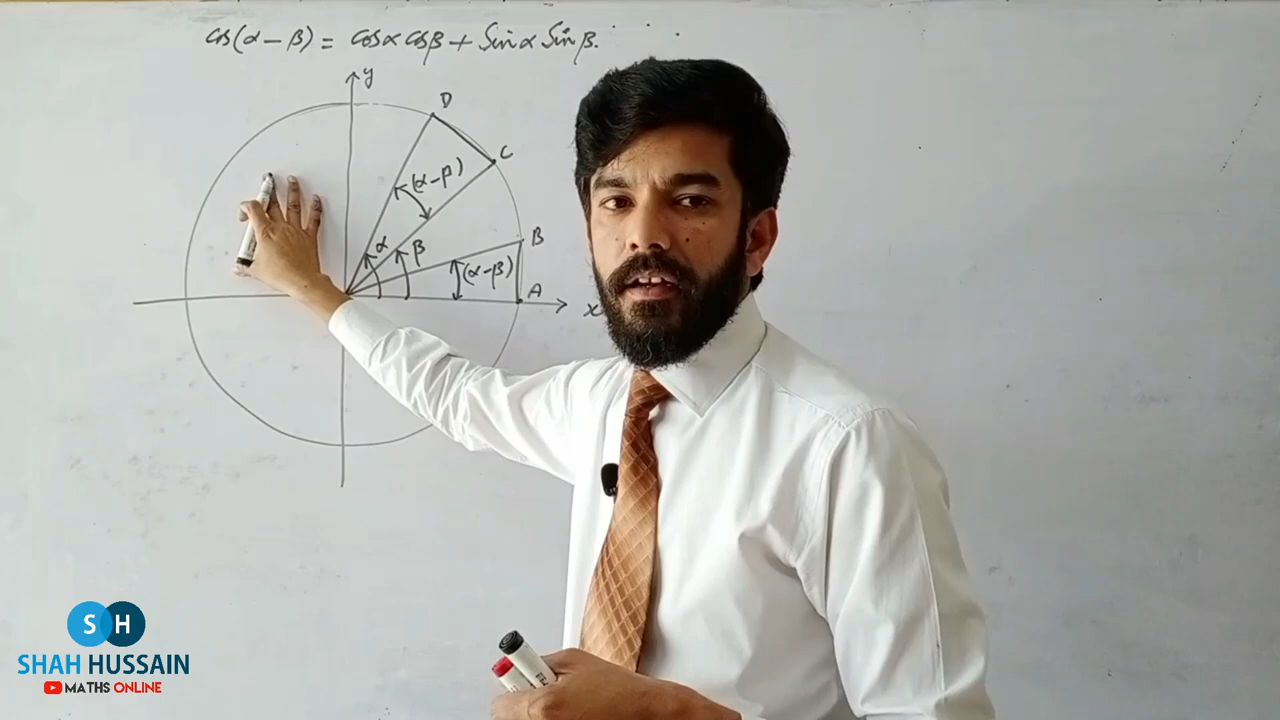 cos(α − β) = cosα cosβ + Sinα Sinβ.
y
D
C
(α−β)
α
β
B
(α−β)
A
x
S H
SHAH HUSSAIN
MATHS ONLINE